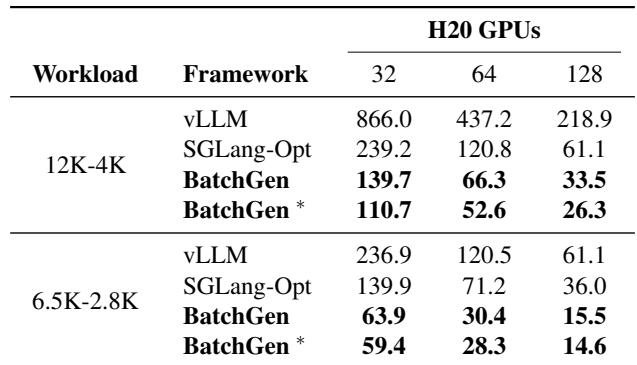 H20 GPUs
Workload Framework 32 64 128
12K-4K
vLLM 866.0 437.2 218.9
SGLang-Opt 239.2 120.8 61.1
BatchGen 139.7 66.3 33.5
BatchGen * 110.7 52.6 26.3
6.5K-2.8K
vLLM 236.9 120.5 61.1
SGLang-Opt 139.9 71.2 36.0
BatchGen 63.9 30.4 15.5
BatchGen * 59.4 28.3 14.6